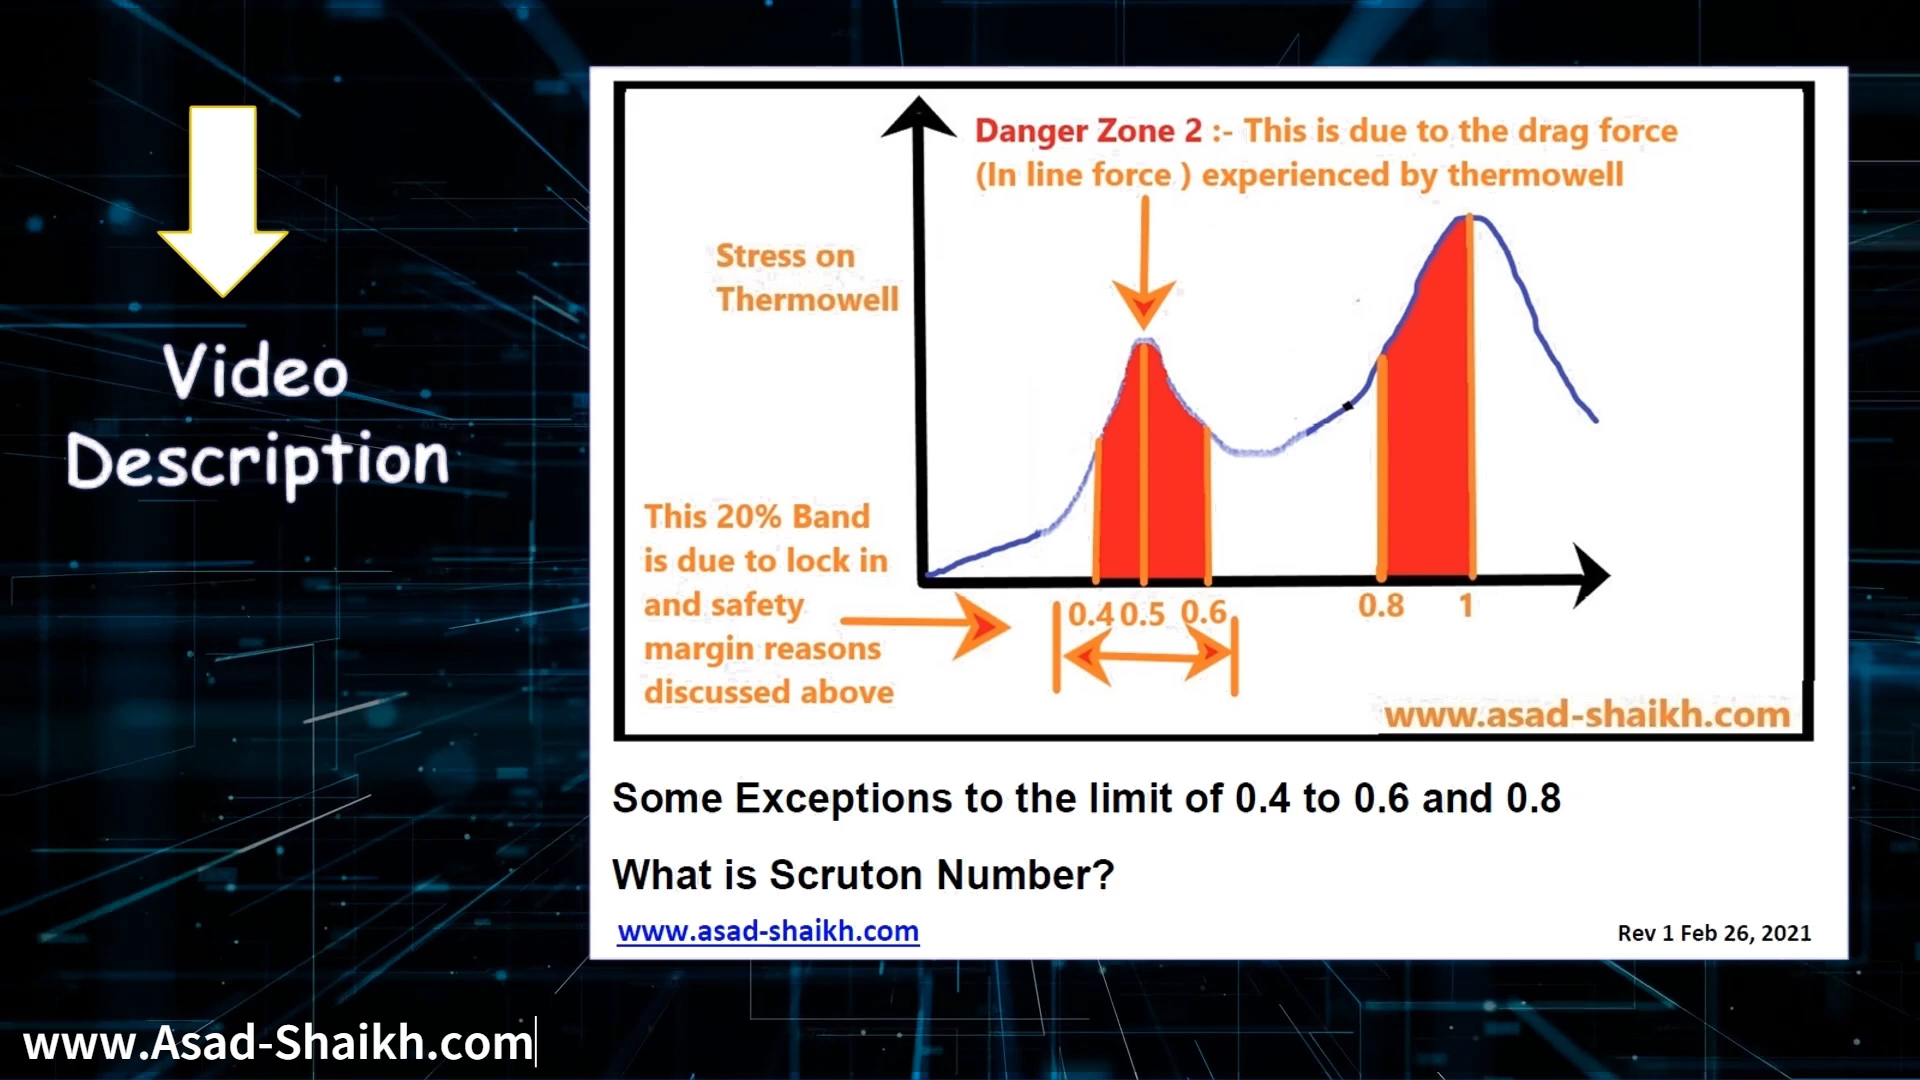 Video
Description
Danger Zone 2 :- This is due to the drag force
(In line force ) experienced by thermowell
Stress on
Thermowell
This 20% Band
is due to lock in
and safety
margin reasons
discussed above
0.4 0.5 0.6 0.8 1
www.asad-shaikh.com
Some Exceptions to the limit of 0.4 to 0.6 and 0.8
What is Scruton Number?
www.asad-shaikh.com
Rev 1 Feb 26, 2021
www.Asad-Shaikh.com